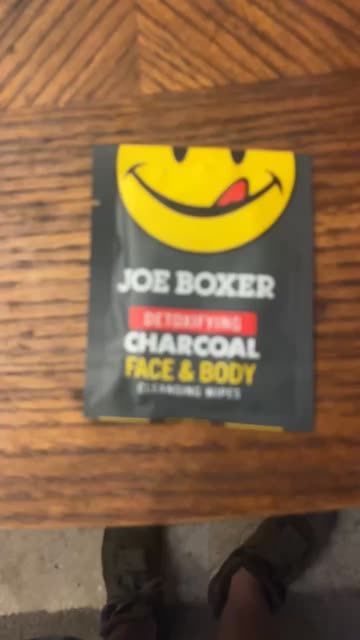 JOE BOXER
DETOXIFYING
CHARCOAL
FACE & BODY
CLEANSING WIPES